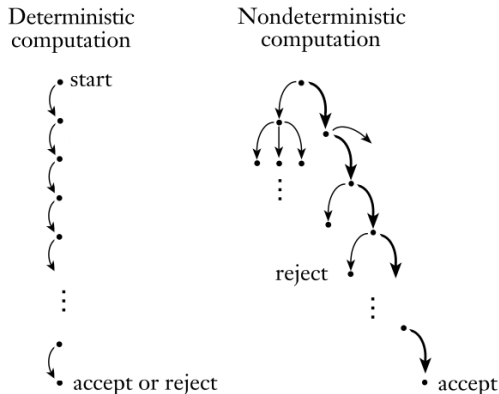 Deterministic
computation
Nondeterministic
computation
start
reject
accept or reject
accept